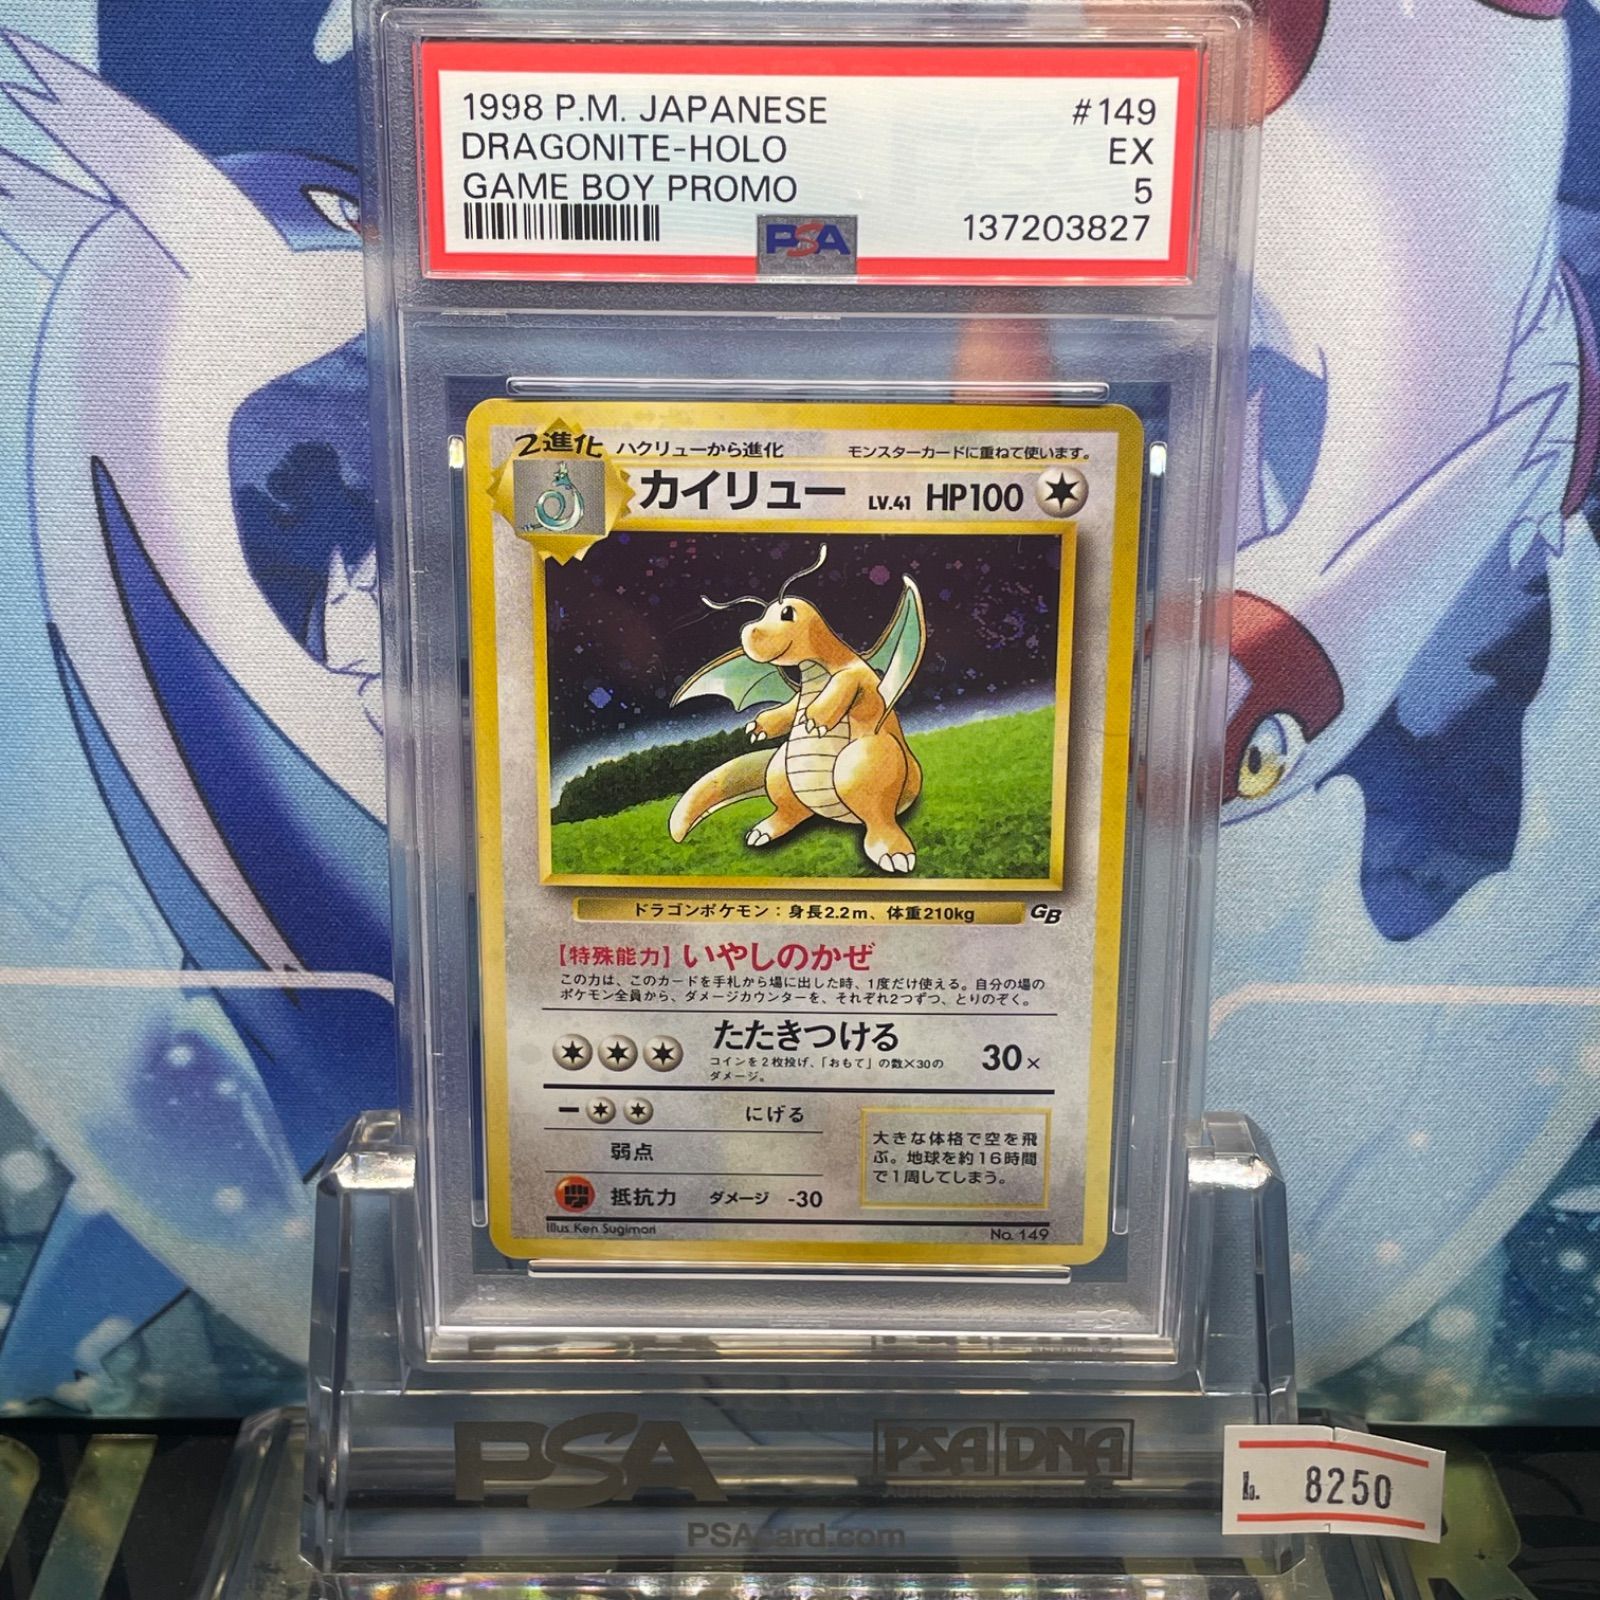 1998 P.M. JAPANESE #149
DRAGONITE-HOLO EX
GAME BOY PROMO 5
137203827
PSA
2進化 ハクリューから進化 モンスターカードに重ねて使います。
カイリュー LV.41 HP100
ドラゴンポケモン：身長2.2m、体重210kg GB
【特殊能力】いやしのかぜ
この力は、このカードを手札から場に出した時、1度だけ使える。自分の場の
ポケモン全員から、ダメージカウンターを、それぞれ2つずつ、とりのぞく。
たたきつける 30×
コインを2枚投げ、「おもて」の数×30の
ダメージ。
にげる
弱点
抵抗力 ダメージ -30
大きな体格で空を飛
ぶ。地球を約16時間
で1周してしまう。
Illus. Ken Sugimori No. 149
PSA PSA DNA
PSAcard.com
8250